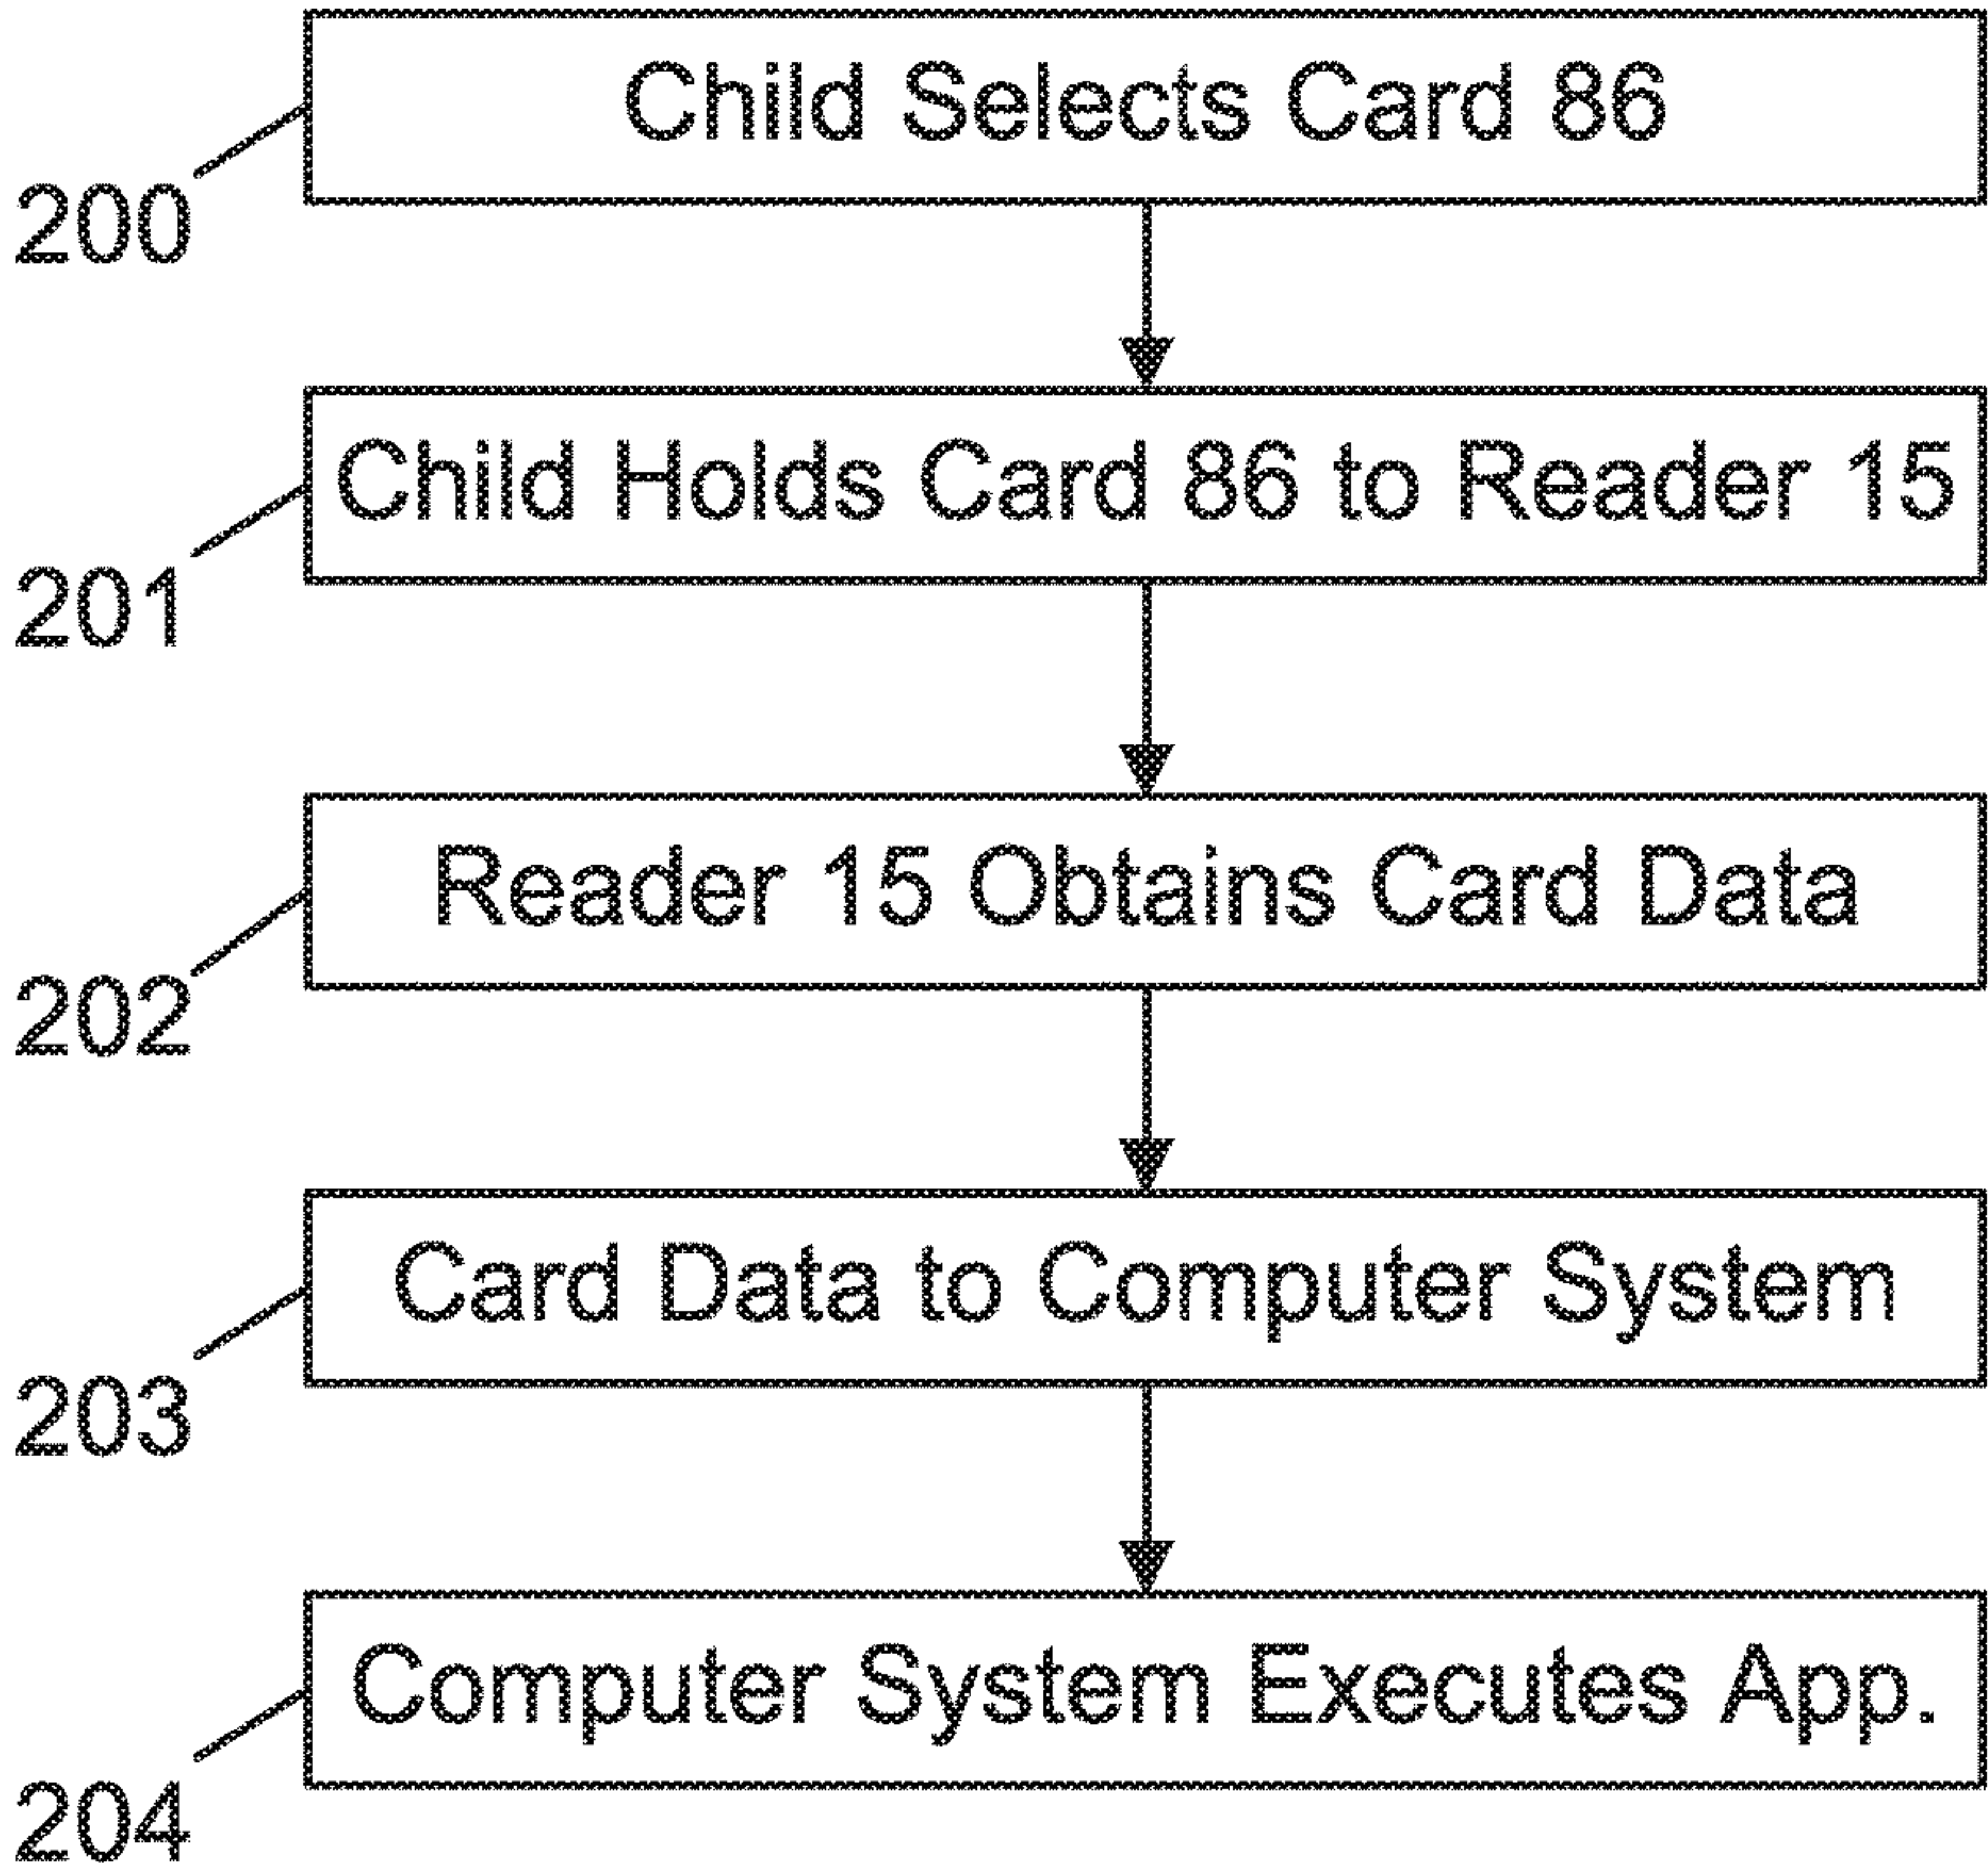 Child Selects Card 86
200
Child Holds Card 86 to Reader 15
201
Reader 15 Obtains Card Data
202
Card Data to Computer System
203
Computer System Executes App.
204